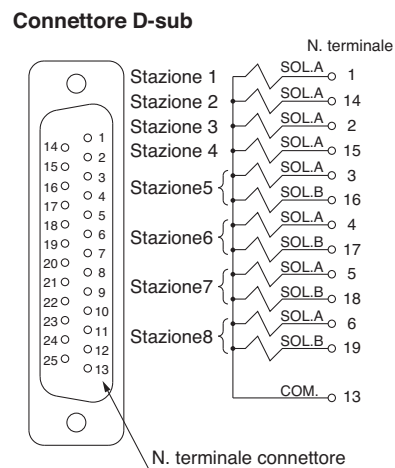 Connettore D-sub
N. terminale
Stazione 1 SOL.A 1
Stazione 2 SOL.A 14
Stazione 3 SOL.A 2
Stazione 4 SOL.A 15
Stazione5 SOL.A 3
SOL.B 16
Stazione6 SOL.A 4
SOL.B 17
Stazione7 SOL.A 5
SOL.B 18
Stazione8 SOL.A 6
SOL.B 19
COM. 13
1
14
2
15
3
16
4
17
5
18
6
19
7
20
8
21
9
22
10
23
11
24
12
25
13
N. terminale connettore